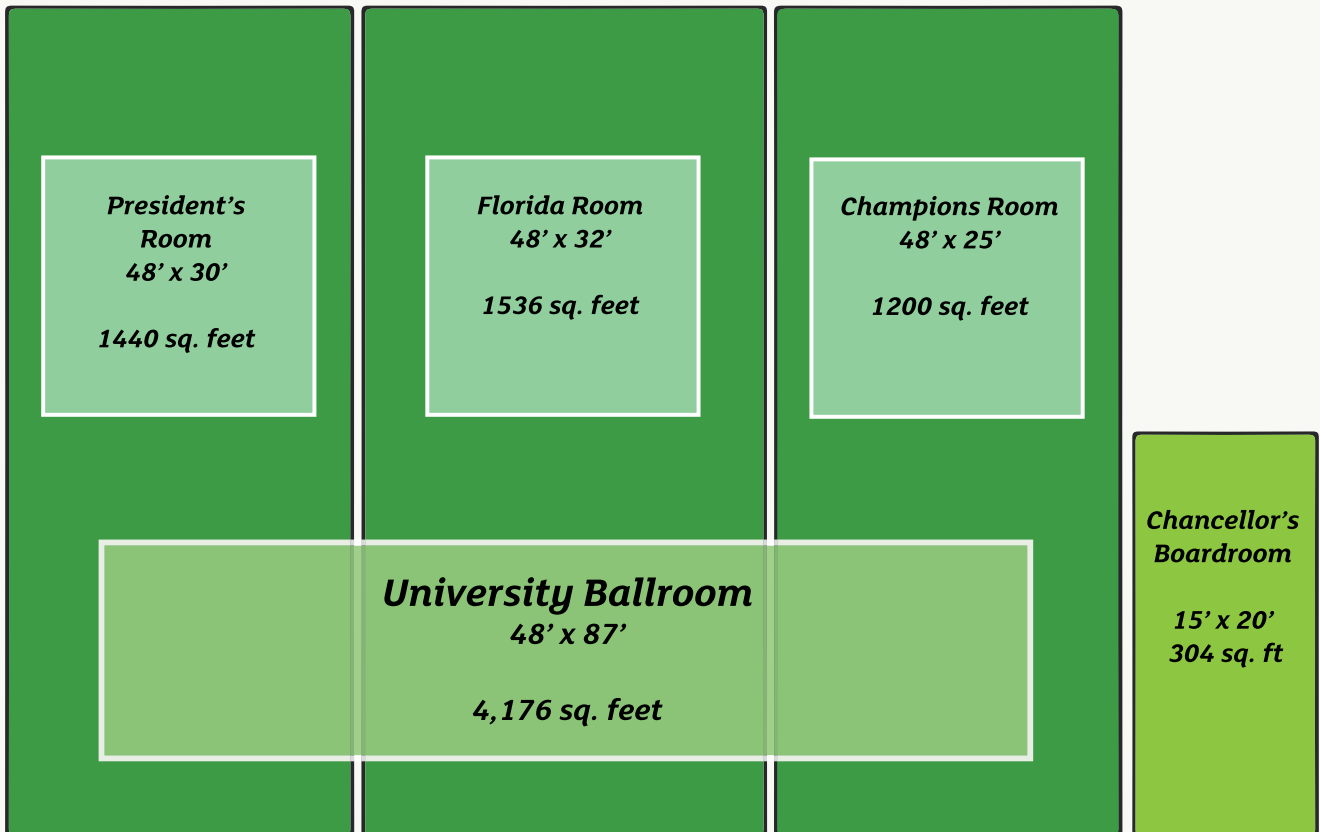 President’s
Room
48’ x 30’
1440 sq. feet
Florida Room
48’ x 32’
1536 sq. feet
Champions Room
48’ x 25’
1200 sq. feet
University Ballroom
48’ x 87’
4,176 sq. feet
Chancellor’s
Boardroom
15’ x 20’
304 sq. ft